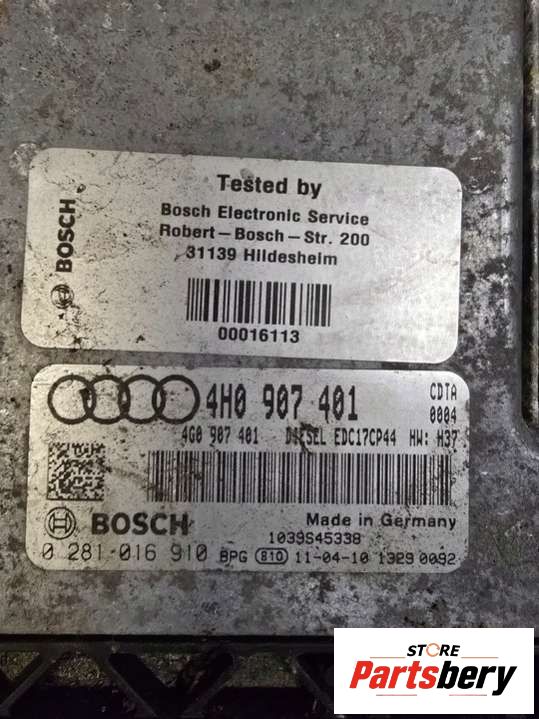 Tested by
Bosch Electronic Service
Robert-Bosch-Str. 200
31139 Hildesheim
BOSCH
00016113
4H0 907 401 CDTA
0004
4G0 907 401 DIESEL EDC17CP44 HW: H37
BOSCH
Made in Germany
1039S45338
0 281 016 910 BPG 810 11-04-10 1329 0092
STORE
Partsbery